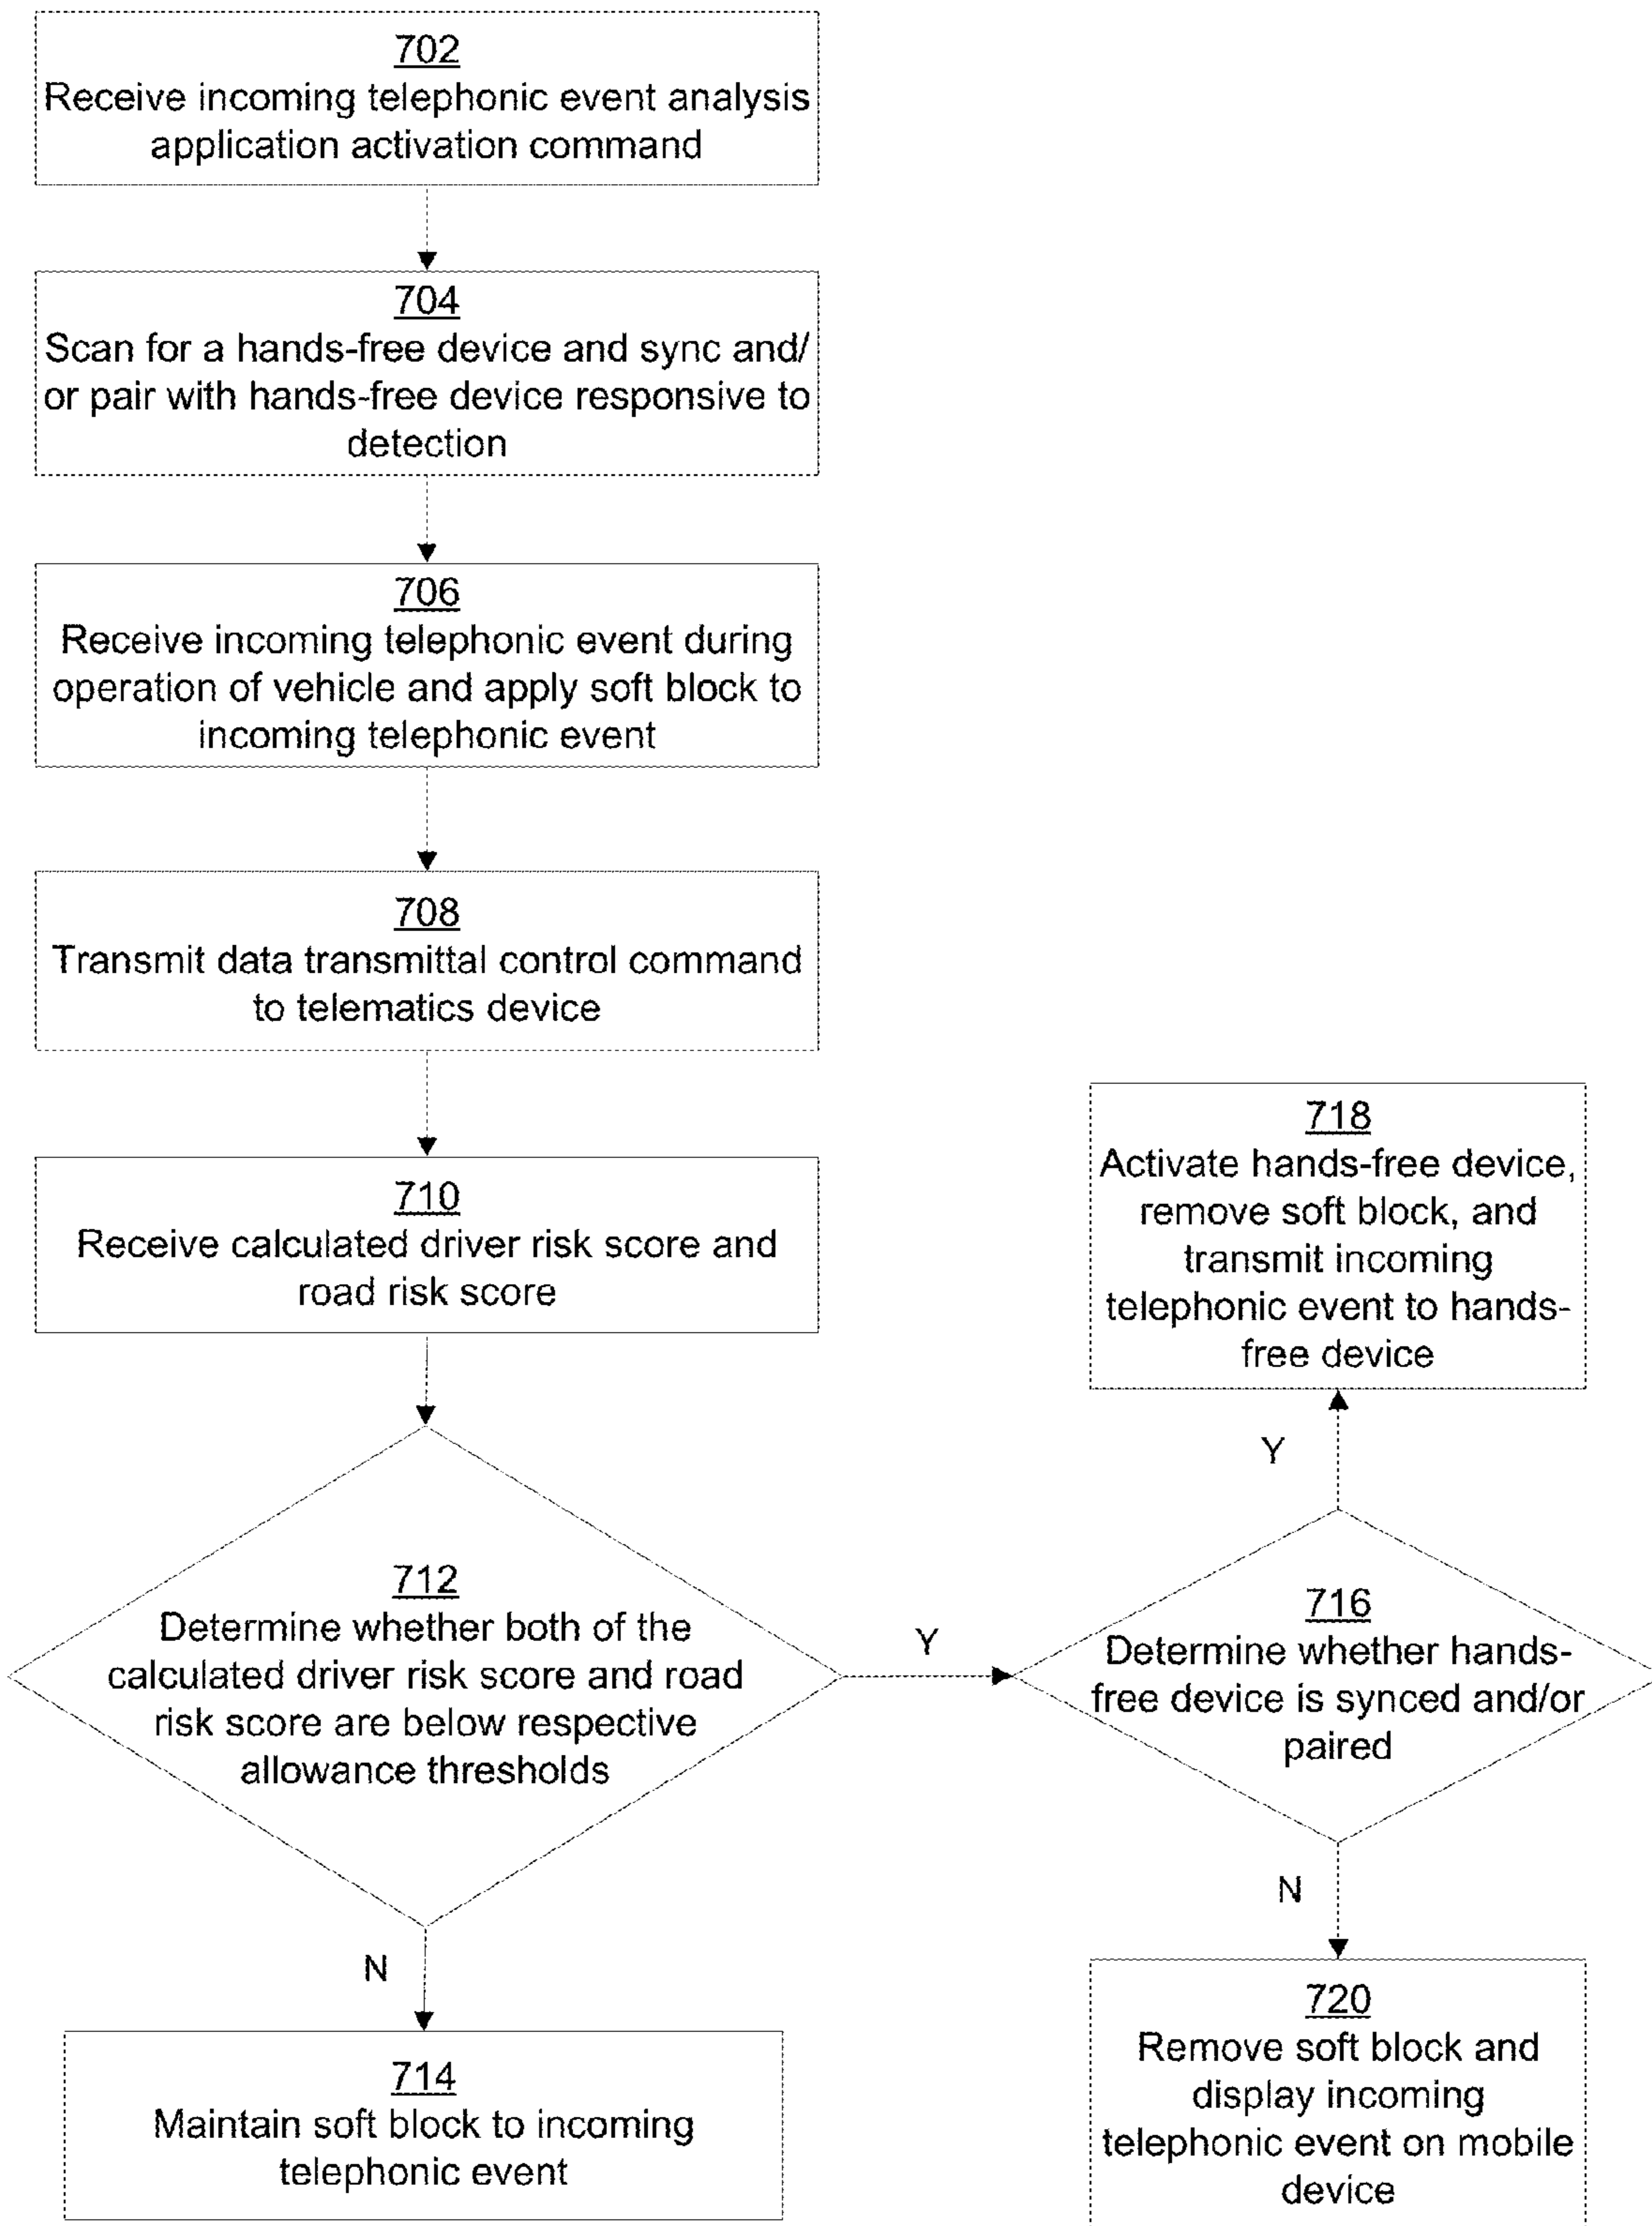 702
Receive incoming telephonic event analysis
application activation command
704
Scan for a hands-free device and sync and/
or pair with hands-free device responsive to
detection
706
Receive incoming telephonic event during
operation of vehicle and apply soft block to
incoming telephonic event
708
Transmit data transmittal control command
to telematics device
710
Receive calculated driver risk score and
road risk score
712
Determine whether both of the
calculated driver risk score and road
risk score are below respective
allowance thresholds
N
714
Maintain soft block to incoming
telephonic event
Y
716
Determine whether hands-
free device is synced and/or
paired
Y
718
Activate hands-free device,
remove soft block, and
transmit incoming
telephonic event to hands-
free device
N
720
Remove soft block and
display incoming
telephonic event on mobile
device